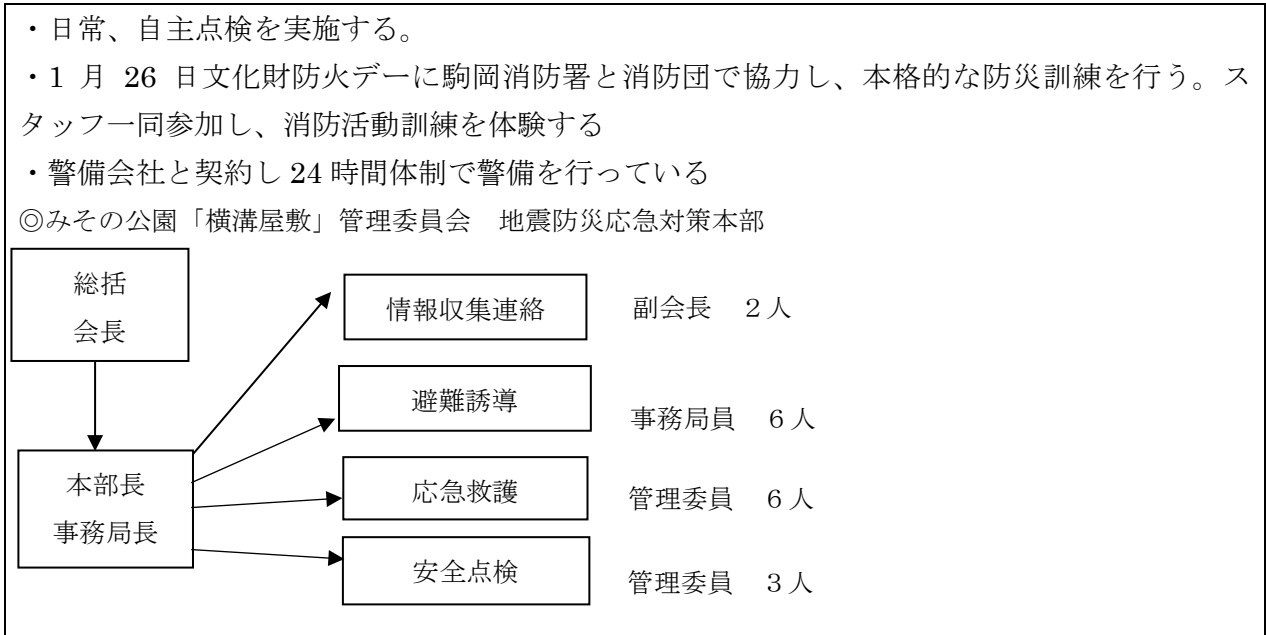 ・日常、自主点検を実施する。
・1 月 26 日文化財防火デーに駒岡消防署と消防団で協力し、本格的な防災訓練を行う。ス
タッフ一同参加し、消防活動訓練を体験する
・警備会社と契約し 24 時間体制で警備を行っている
◎みその公園「横溝屋敷」管理委員会　地震防災応急対策本部
総括
会長
情報収集連絡　副会長　２人
避難誘導　事務局員　６人
本部長
事務局長
応急救護　管理委員　６人
安全点検　管理委員　３人